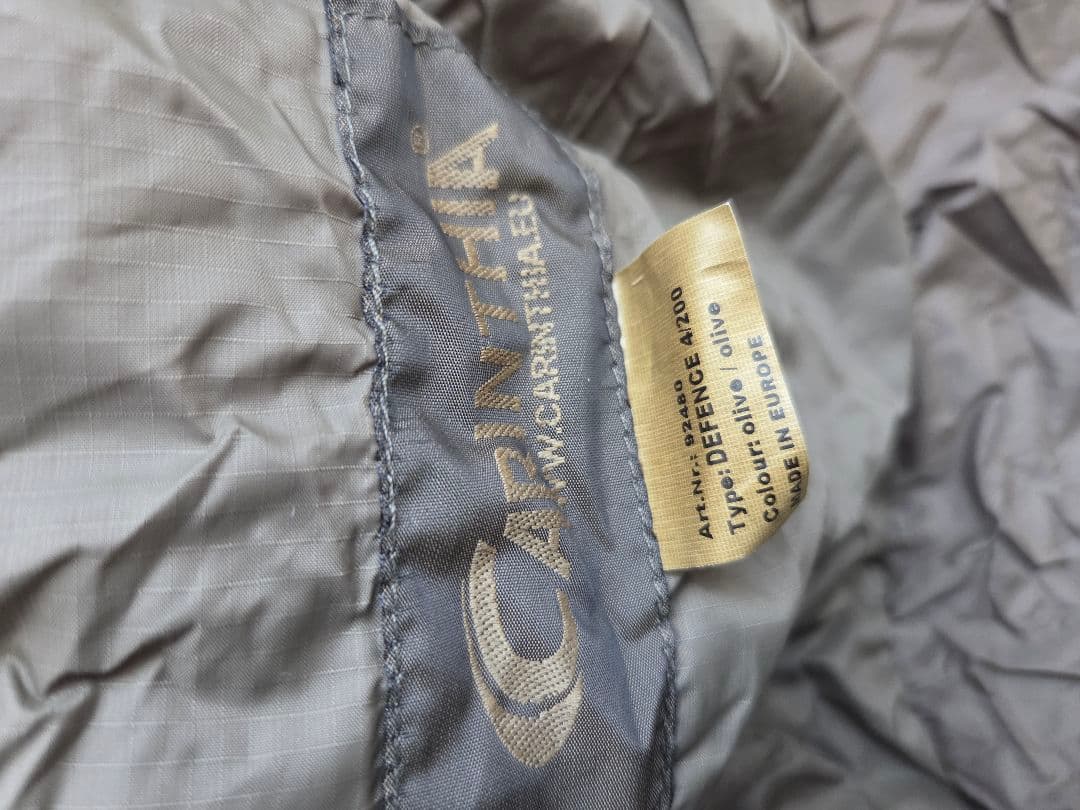 CARINTHIA®
WWW.CARINTHIA.EU
Art.Nr.: 92480
Type: DEFENCE 4/200
Colour: olive / olive
MADE IN EUROPE